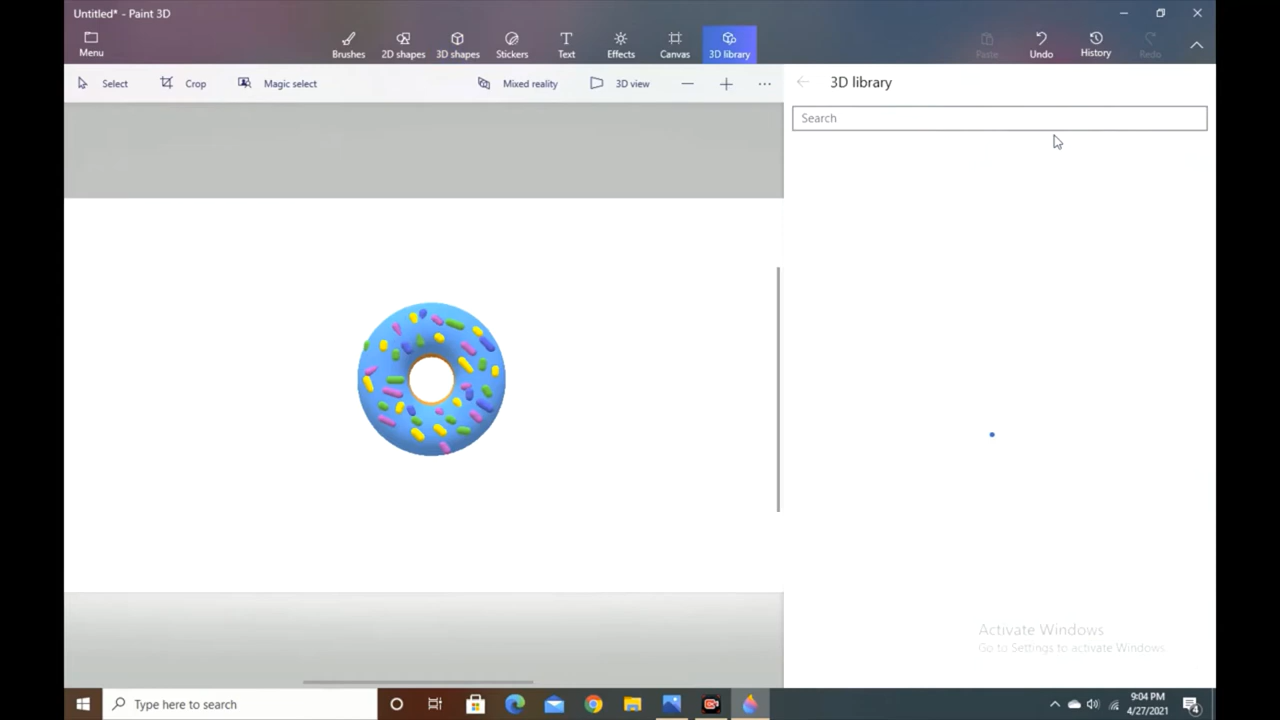 Untitled* - Paint 3D
Menu
Brushes
2D shapes
3D shapes
Stickers
Text
Effects
Canvas
3D library
Paste
Undo
History
Redo
Select
Crop
Magic select
Mixed reality
3D view
3D library
Search
Activate Windows
Go to Settings to activate Windows
Type here to search
9:04 PM
4/27/2021
4